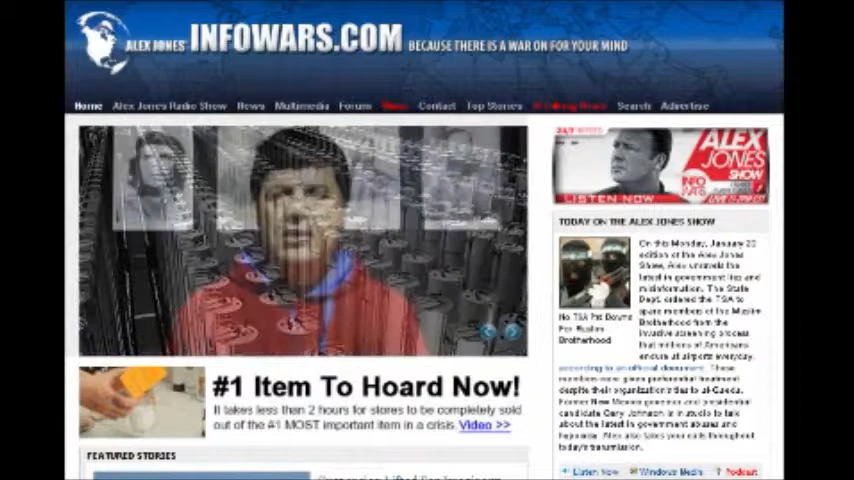 ALEX JONES' INFOWARS.COM BECAUSE THERE IS A WAR ON FOR YOUR MIND
Home Alex Jones Radio Show News Multimedia Forum Contact Top Stories Search Advertise
ALEX
JONES
SHOW
INFO
WARS
LISTEN NOW
#1 Item To Hoard Now!
It takes less than 2 hours for stores to be completely sold
out of the #1 MOST important item in a crisis. Video >>
FEATURED STORIES
TODAY ON THE ALEX JONES SHOW
On this Monday, January
edition of the Alex Jones
Show, Alex unravels the
latest in government lies and
misinformation. The State
Dept. ordered the TSA to
spare members of the Muslim
Brotherhood from the
invasive screening process
that millions of Americans
endure at airports everyday,
according to an official document. These
members were given preferential treatment
despite their organization's ties to al-Qaeda.
Former New Mexico governor and presidential
candidate Gary Johnson is in studio to talk
about the latest in government abuses and
hypocrisy. Alex also takes your calls throughout
today's transmission.
No TSA Pat Downs
For Muslim
Brotherhood
Listen Now Windows Media Podcast